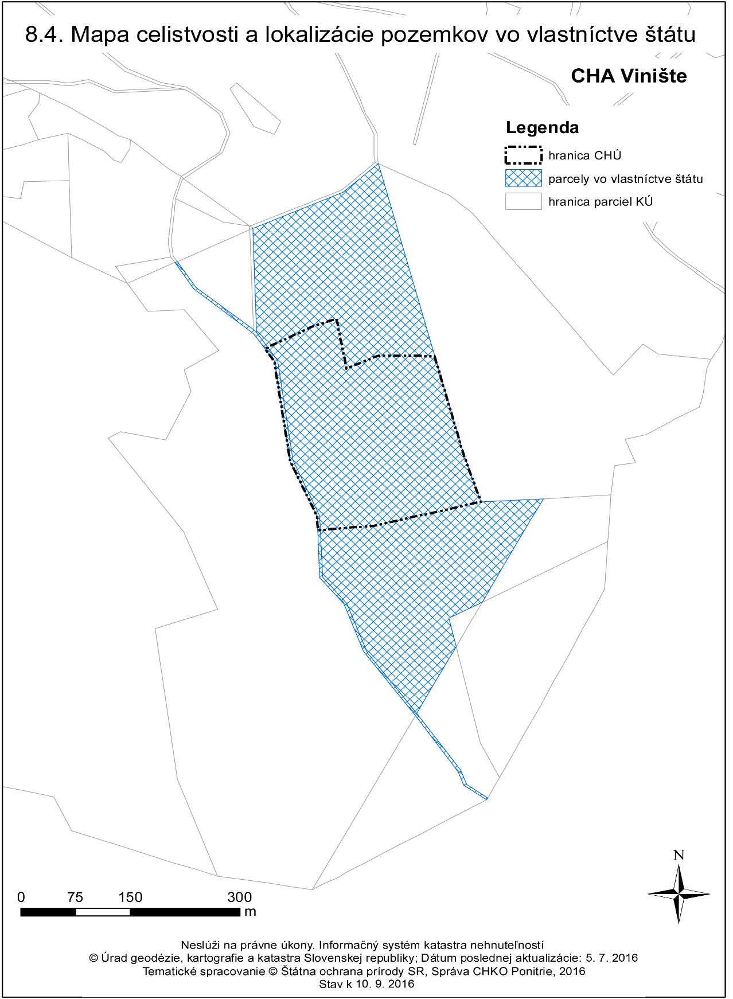 8.4. Mapa celistvosti a lokalizácie pozemkov vo vlastníctve štátu
CHA Vinište
Legenda
hranica CHÚ
parcely vo vlastníctve štátu
hranica parciel KÚ
N
0 75 150 300
m
Neslúži na právne úkony. Informačný systém katastra nehnuteľností
© Úrad geodézie, kartografie a katastra Slovenskej republiky; Dátum poslednej aktualizácie: 5. 7. 2016
Tematické spracovanie © Štátna ochrana prírody SR, Správa CHKO Ponitrie, 2016
Stav k 10. 9. 2016